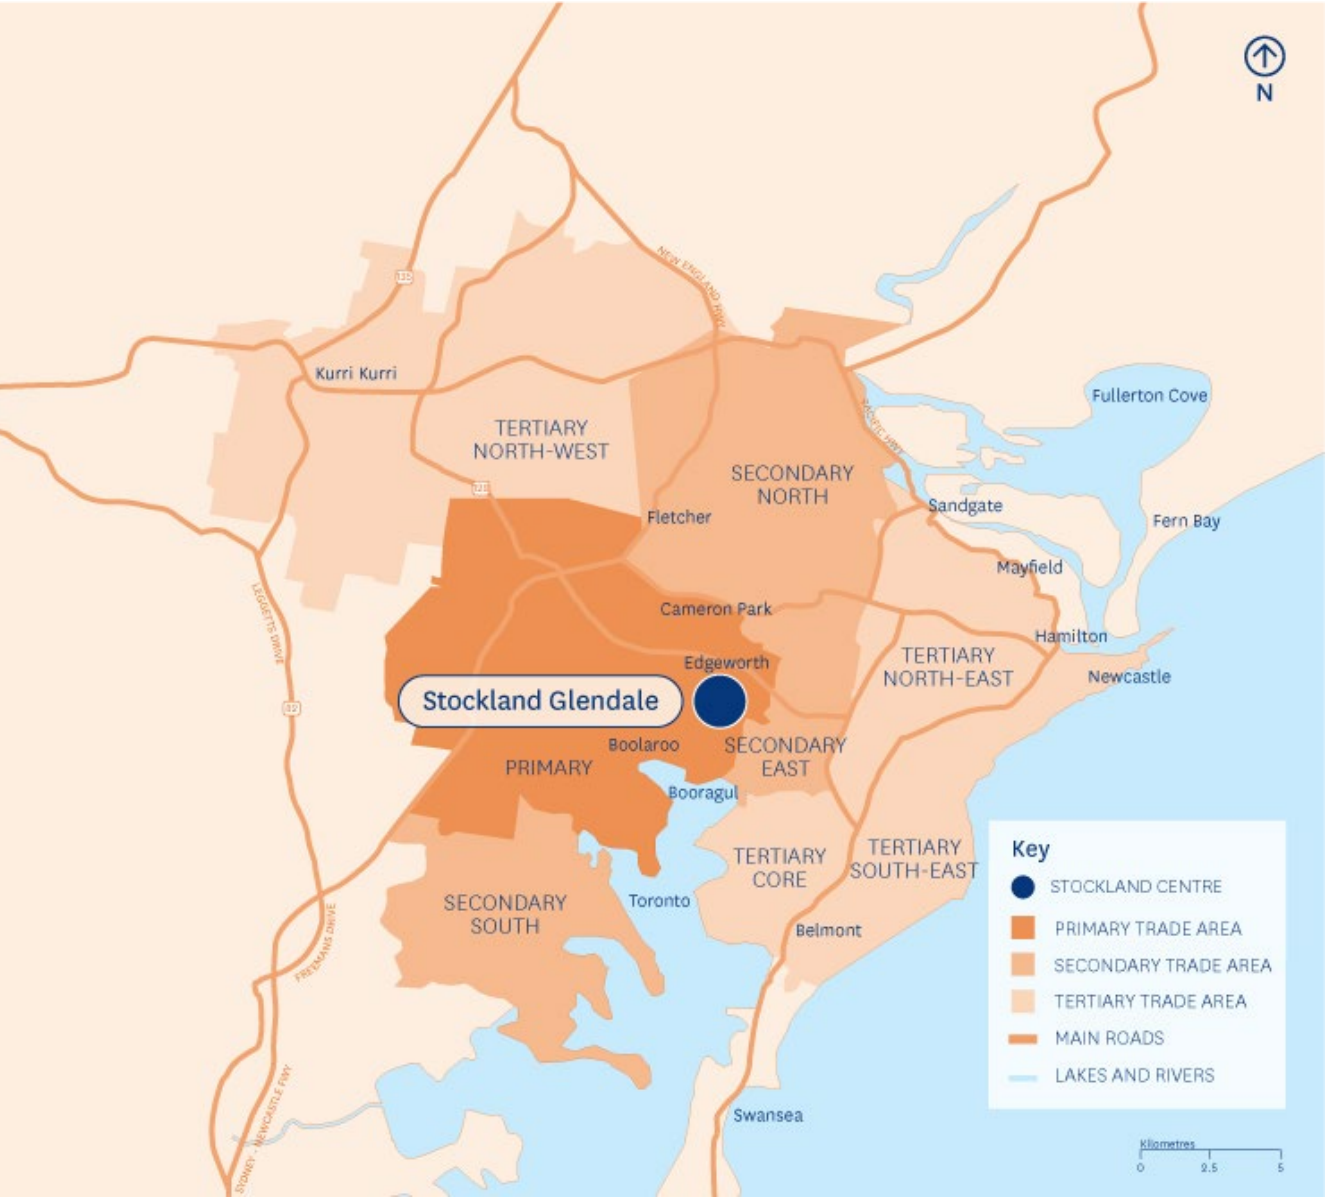 N
NEW ENGLAND HWY
Kurri Kurri
Fullerton Cove
PACIFIC HWY
TERTIARY
NORTH-WEST
SECONDARY
NORTH
Sandgate
Fletcher
Fern Bay
Mayfield
LEGGETTS DRIVE
Cameron Park
Hamilton
Edgeworth
TERTIARY
NORTH-EAST
Newcastle
Stockland Glendale
82
Boolaroo
SECONDARY
EAST
PRIMARY
Booragul
TERTIARY
CORE
TERTIARY
SOUTH-EAST
SECONDARY
SOUTH
Toronto
Belmont
FREEMANS DRIVE
SYDNEY - NEWCASTLE FWY
Swansea
Key
STOCKLAND CENTRE
PRIMARY TRADE AREA
SECONDARY TRADE AREA
TERTIARY TRADE AREA
MAIN ROADS
LAKES AND RIVERS
Kilometres
0 2.5 5